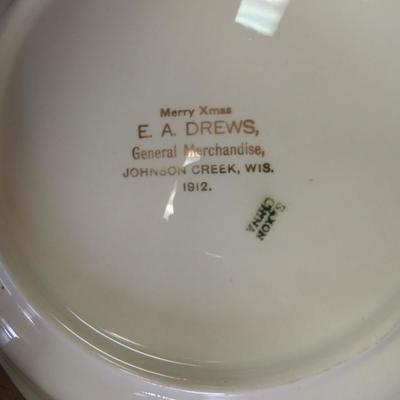 Merry Xmas
E. A. DREWS,
General Merchandise,
JOHNSON CREEK, WIS.
1912.
SAXON
CHINA